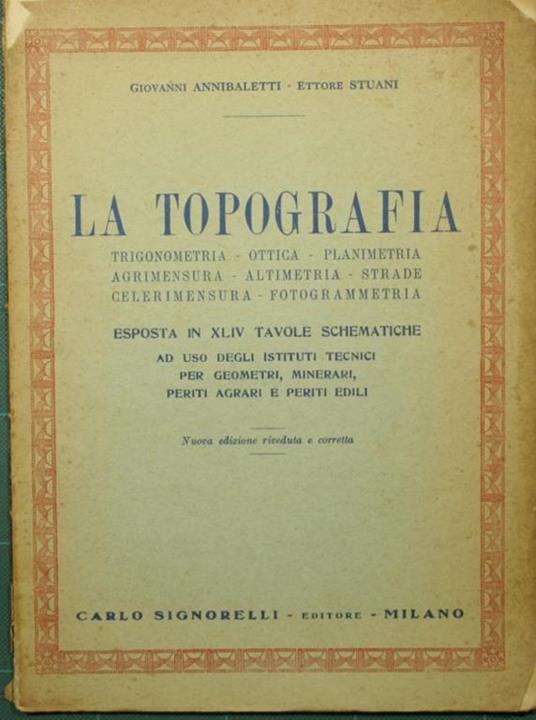 Giovanni ANNIBALETTI - Ettore STUANI
LA TOPOGRAFIA
TRIGONOMETRIA - OTTICA - PLANIMETRIA
AGRIMENSURA - ALTIMETRIA - STRADE
CELERIMENSURA - FOTOGRAMMETRIA
ESPOSTA IN XLIV TAVOLE SCHEMATICHE
AD USO DEGLI ISTITUTI TECNICI
PER GEOMETRI, MINERARI,
PERITI AGRARI E PERITI EDILI
Nuova edizione riveduta e corretta
CARLO SIGNORELLI - EDITORE - MILANO